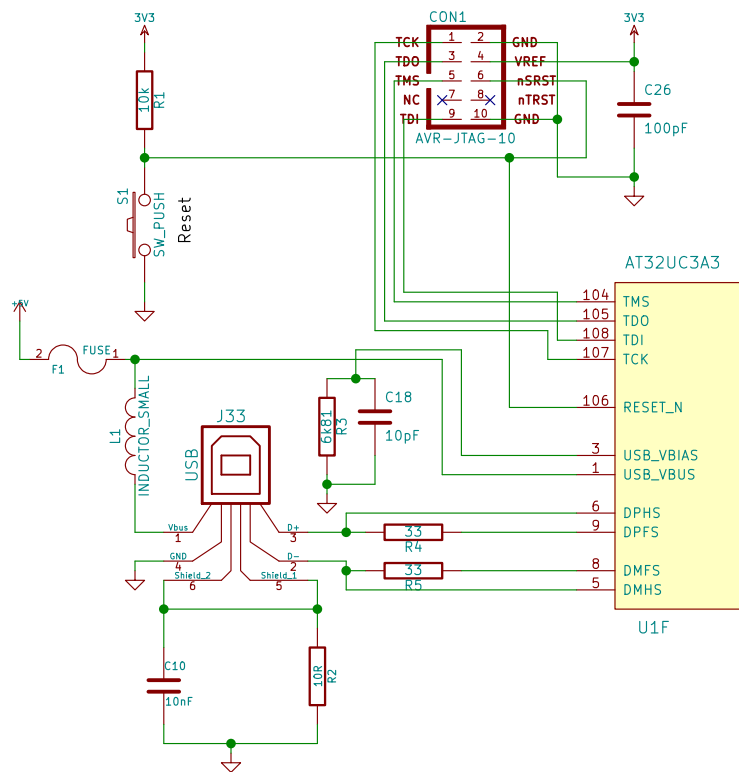 3V3
10k
R1
S1
SW_PUSH
Reset
CON1
TCK 1 2 GND
TDO 3 4 VREF
TMS 5 6 nSRST
NC 7 8 nTRST
TDI 9 10 GND
AVR-JTAG-10
3V3
C26
100pF
AT32UC3A3
104 TMS
105 TDO
108 TDI
107 TCK
106 RESET_N
3 USB_VBIAS
1 USB_VBUS
6 DPHS
9 DPFS
8 DMFS
5 DMHS
U1F
+5V
2 FUSE 1
F1
L1
INDUCTOR_SMALL
6k81
R3
C18
10pF
J33
USB
Vbus
1
GND
4
Shield_2
6
D+
3
D-
2
Shield_1
5
33
R4
33
R5
C10
10nF
10R
R2